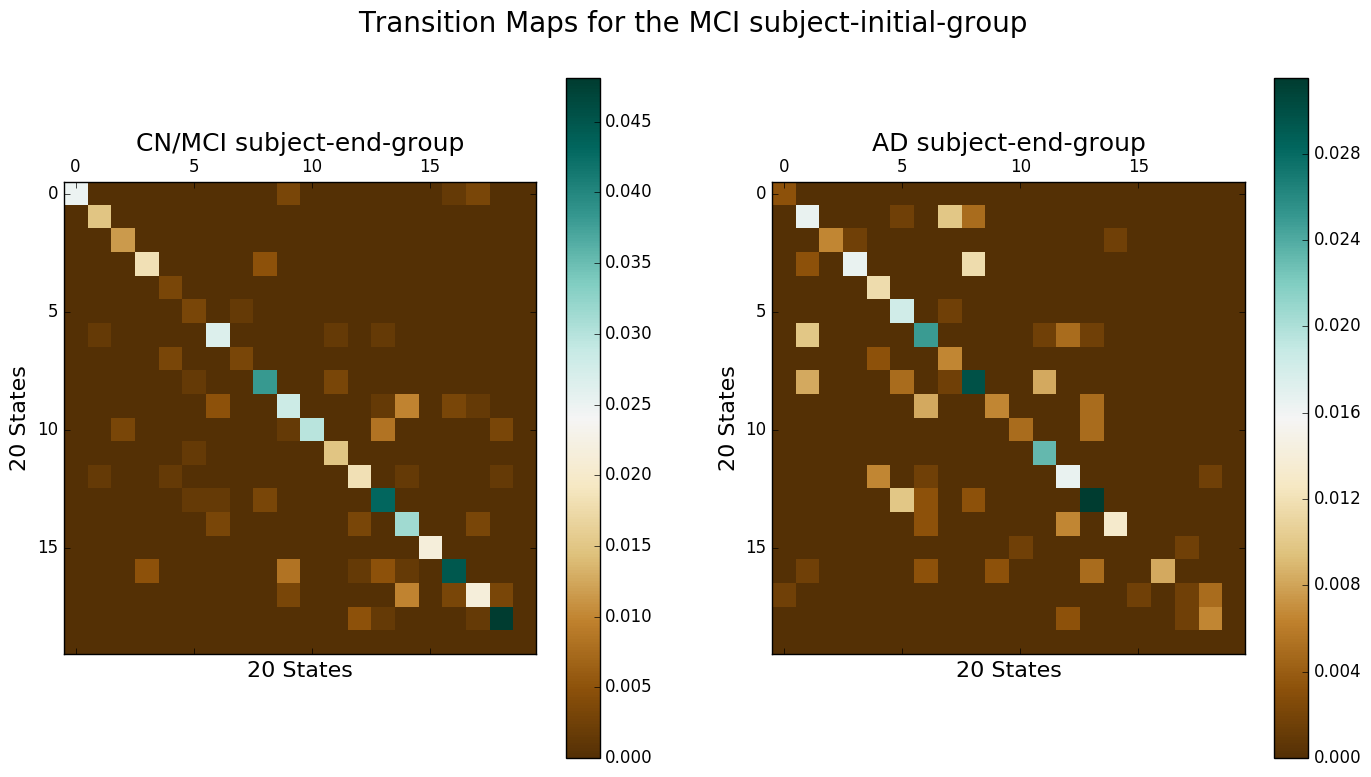 Transition Maps for the MCI subject-initial-group
CN/MCI subject-end-group
0 5 10 15
0
5
10
15
20 States
20 States
0.045
0.040
0.035
0.030
0.025
0.020
0.015
0.010
0.005
0.000
AD subject-end-group
0 5 10 15
0
5
10
15
20 States
20 States
0.028
0.024
0.020
0.016
0.012
0.008
0.004
0.000